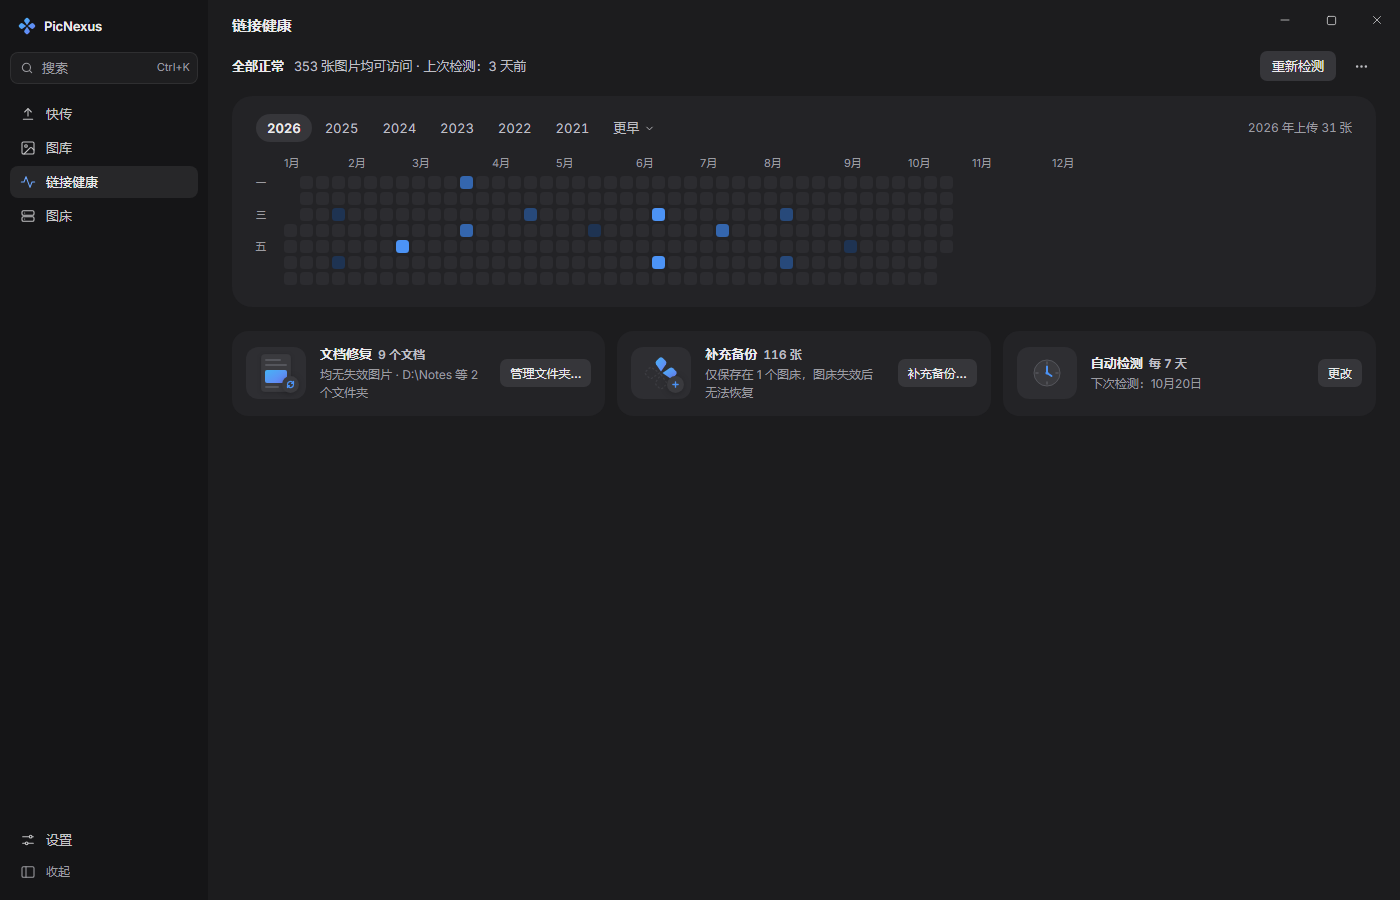 PicNexus
搜索 Ctrl+K
快传
图库
链接健康
图床
设置
收起
链接健康
全部正常 353 张图片均可访问 · 上次检测：3 天前
重新检测
2026 2025 2024 2023 2022 2021 更早
2026 年上传 31 张
1月 2月 3月 4月 5月 6月 7月 8月 9月 10月 11月 12月
一
三
五
文档修复 9 个文档
均无失效图片 · D:\Notes 等 2
个文件夹
管理文件夹...
补充备份 116 张
仅保存在 1 个图床，图床失效后
无法恢复
补充备份...
自动检测 每 7 天
下次检测：10月20日
更改